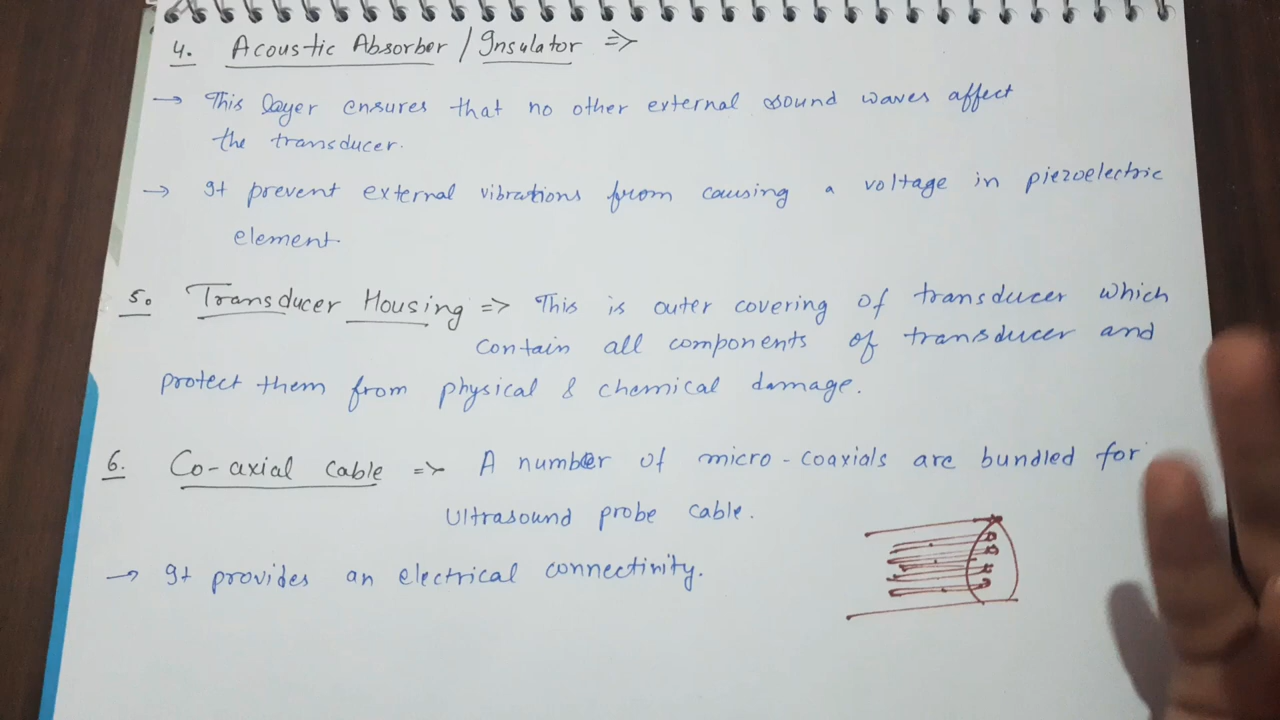 4. Acoustic Absorber / Insulator =>
→ This layer ensures that no other external sound waves affect
the transducer.
→ It prevent external vibrations from causing a voltage in piezoelectric
element.
5. Transducer Housing => This is outer covering of transducer which
contain all components of transducer and
protect them from physical & chemical damage.
6. Co-axial cable => A number of micro-coaxials are bundled for
Ultrasound probe cable.
→ It provides an electrical connectinity.